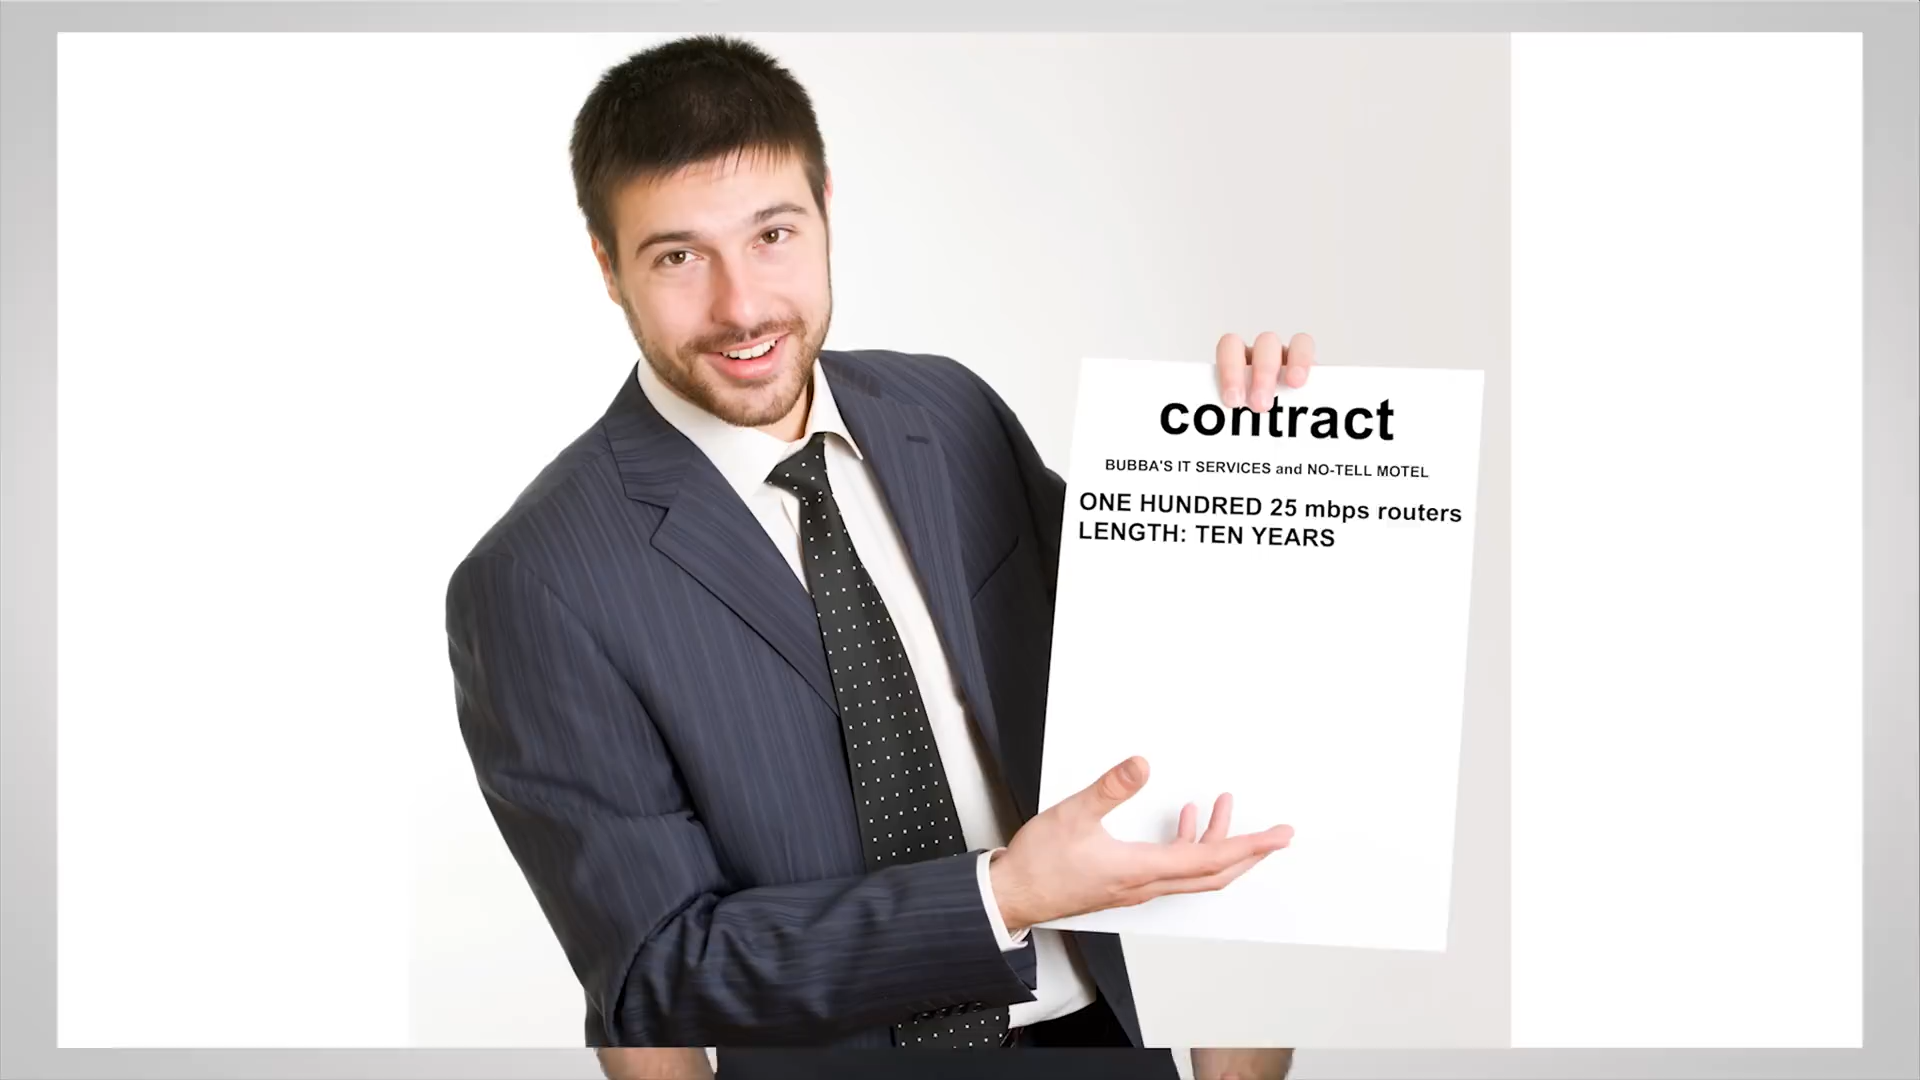 contract
BUBBA'S IT SERVICES and NO-TELL MOTEL
ONE HUNDRED 25 mbps routers
LENGTH: TEN YEARS